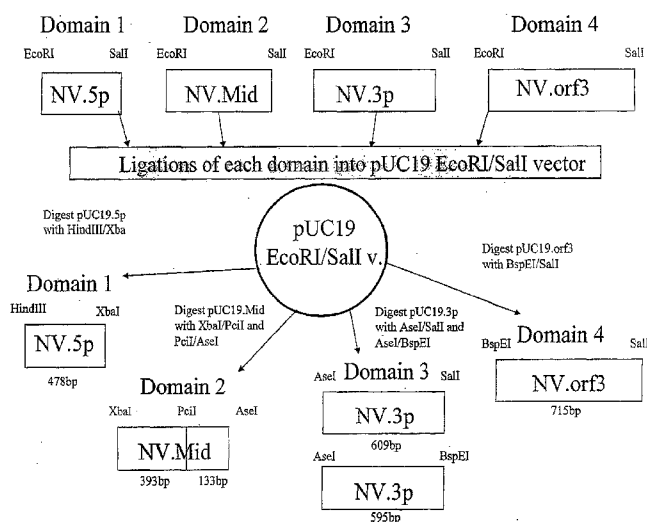 Domain 1 Domain 2 Domain 3 Domain 4
EcoRI SalI EcoRI SalI EcoRI SalI EcoRI SalI
NV.5p NV.Mid NV.3p NV.orf3
Ligations of each domain into pUC19 EcoRI/SalI vector
pUC19
EcoRI/SalI v.
Digest pUC19.5p
with HindIII/Xba
Digest pUC19.orf3
with BspEI/SalI
Digest pUC19.Mid
with XbaI/PciI and
PciI/AseI
Digest pUC19.3p
with AseI/SalI and
AseI/BspEI
Domain 1
HindIII XbaI
NV.5p
478bp
Domain 2
XbaI PciI AseI
NV.Mid
393bp 133bp
Domain 3
AseI SalI
NV.3p
609bp
AseI BspEI
NV.3p
595bp
Domain 4
BspEI SalI
NV.orf3
715bp